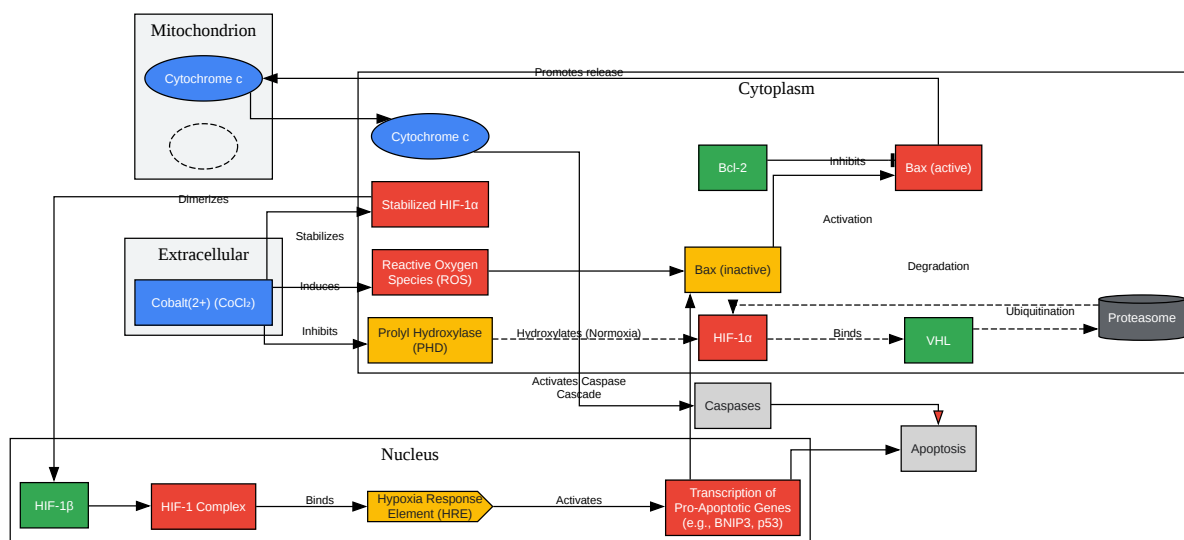 Mitochondrion
Cytochrome c
Promotes release
Cytoplasm
Cytochrome c
Bcl-2
Inhibits
Bax (active)
Dimerizes
Stabilized HIF-1α
Activation
Stabilizes
Extracellular
Cobalt(2+) (CoCl₂)
Induces
Reactive Oxygen
Species (ROS)
Bax (inactive)
Degradation
Inhibits
Prolyl Hydroxylase
(PHD)
Hydroxylates (Normoxia)
HIF-1α
Binds
VHL
Ubiquitination
Proteasome
Activates Caspase
Cascade
Caspases
Apoptosis
Nucleus
HIF-1β
HIF-1 Complex
Binds
Hypoxia Response
Element (HRE)
Activates
Transcription of
Pro-Apoptotic Genes
(e.g., BNIP3, p53)